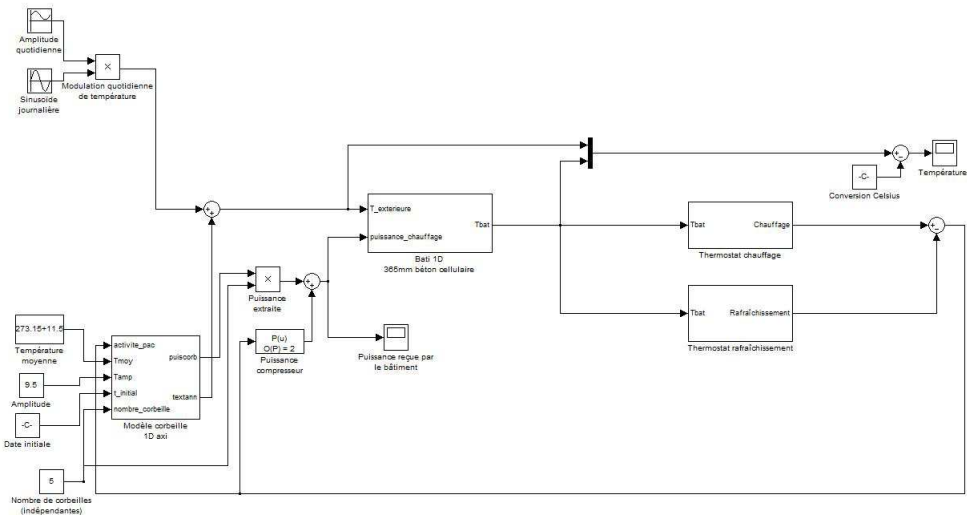 Amplitude
quotidienne
Sinusoide
journalière
×
Modulation quotidienne
de température
-C-
Conversion Celsius
Température
T_exterieure
puissance_chauffage
Tbat
Bati 1D
365mm béton cellulaire
Tbat
Chauffage
Thermostat chauffage
Tbat
Rafraîchissement
Thermostat rafraîchissement
×
Puissance
extraite
P(u)
O(P) = 2
Puissance
compresseur
Puissance reçue par
le bâtiment
273.15+11.5
Température
moyenne
9.5
Amplitude
-C-
Date initiale
5
Nombre de corbeilles
(indépendantes)
activite_pac
Tmoy
Tamp
t_initial
nombre_corbeille
puiscorb
textann
Modèle corbeille
1D axi